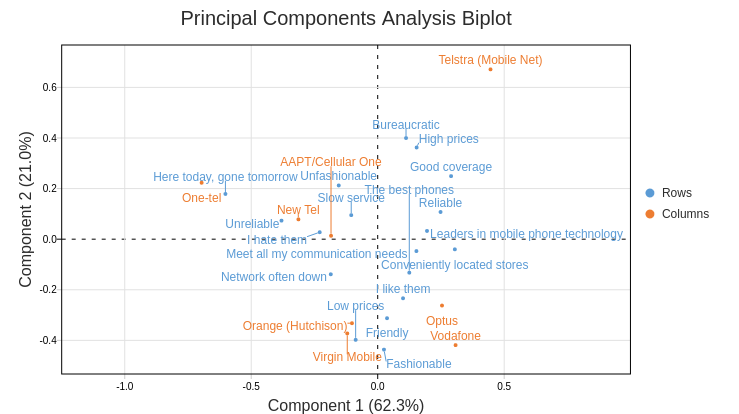 Principal Components Analysis Biplot
Component 2 (21.0%)
0.6
0.4
0.2
0.0
-0.2
-0.4
Telstra (Mobile Net)
Bureaucratic
High prices
AAPT/Cellular One
Good coverage
Here today, gone tomorrow
Unfashionable
The best phones
One-tel
Slow service
Reliable
New Tel
Unreliable
Leaders in mobile phone technology
I hate them
Meet all my communication needs
Conveniently located stores
Network often down
I like them
Low prices
Optus
Orange (Hutchison)
Friendly
Vodafone
Virgin Mobile
Fashionable
Rows
Columns
-1.0
-0.5
0.0
0.5
Component 1 (62.3%)